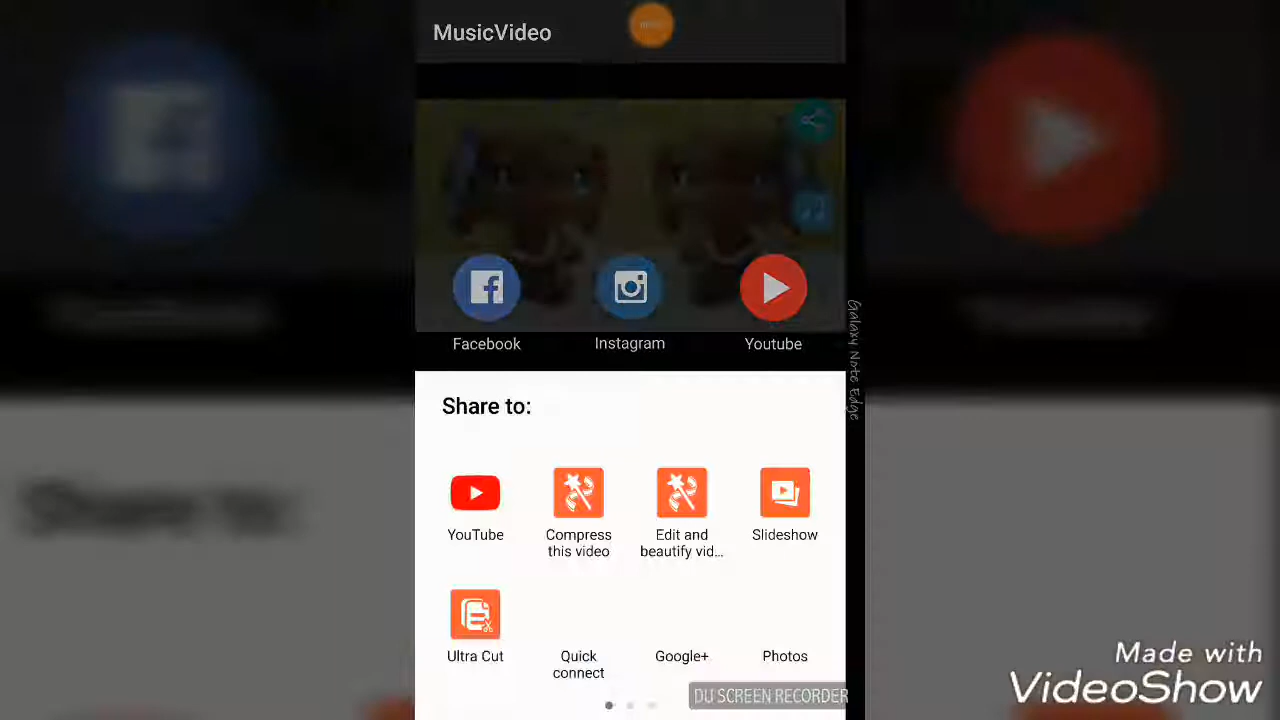 MusicVideo
Facebook
Instagram
Youtube
Galaxy Note Edge
Share to:
YouTube
Compress
this video
Edit and
beautify vid...
Slideshow
Ultra Cut
Quick
connect
Google+
Photos
DU SCREEN RECORDER
Made with
VideoShow